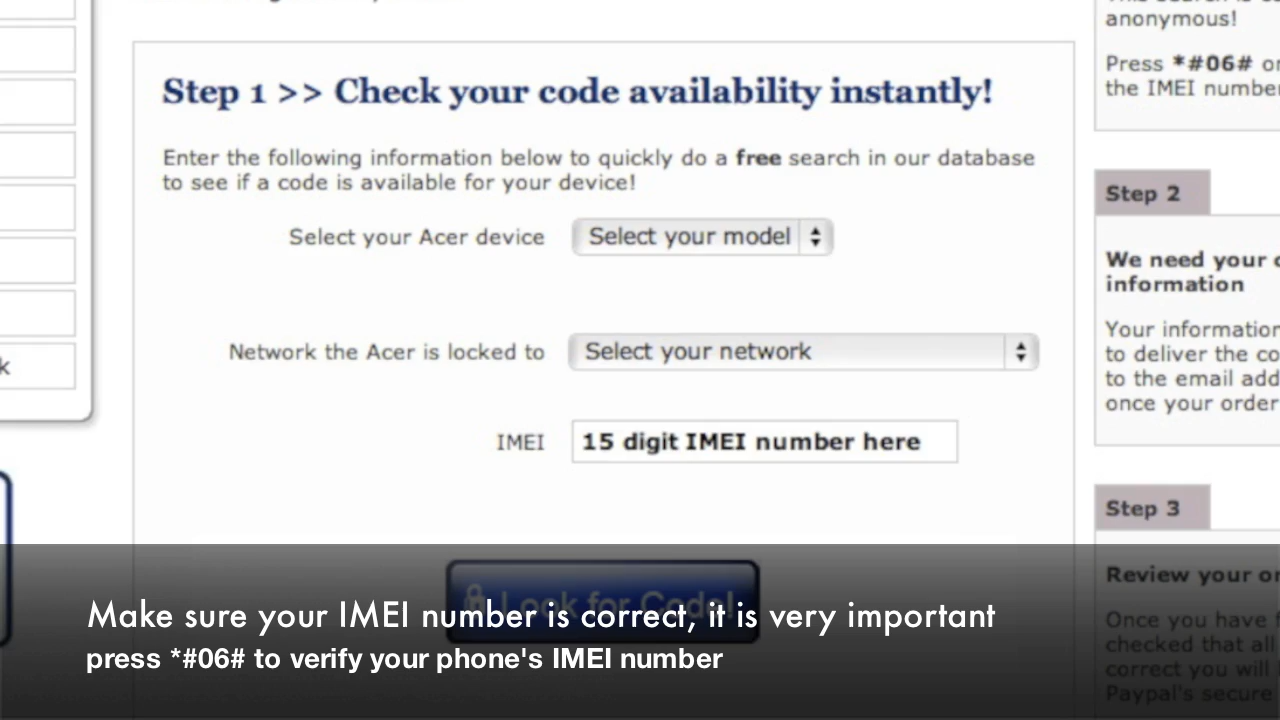 Step 1 >> Check your code availability instantly!
Enter the following information below to quickly do a free search in our database
to see if a code is available for your device!
Select your Acer device
Select your model
Network the Acer is locked to
Select your network
IMEI
15 digit IMEI number here
Look for Code!
anonymous!
Press *#06# or
the IMEI number
Step 2
We need your
information
Your information
to deliver the
to the email
once your order
Step 3
Review your
Once you have
checked that all
correct you will
Paypal's secure
Make sure your IMEI number is correct, it is very important
press *#06# to verify your phone's IMEI number